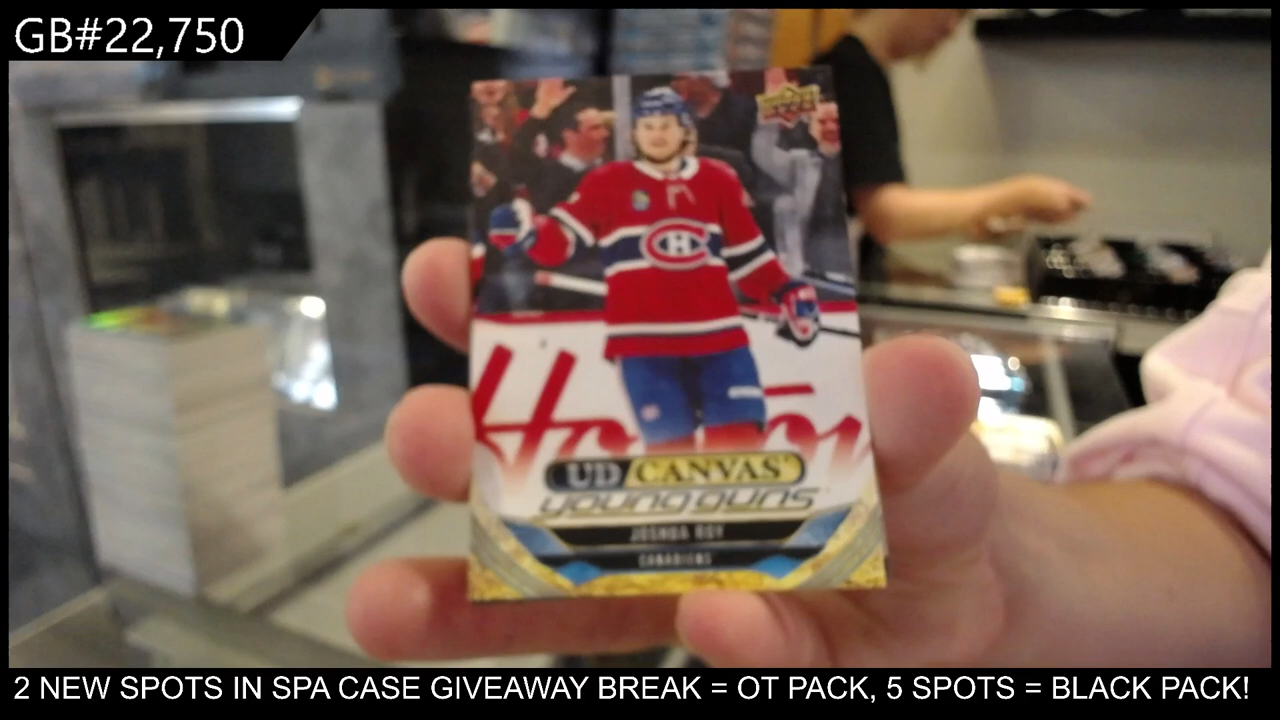 GB#22,750
UD CANVAS
young guns
JOSHUA ROY
CANADIENS
2 NEW SPOTS IN SPA CASE GIVEAWAY BREAK = OT PACK, 5 SPOTS = BLACK PACK!